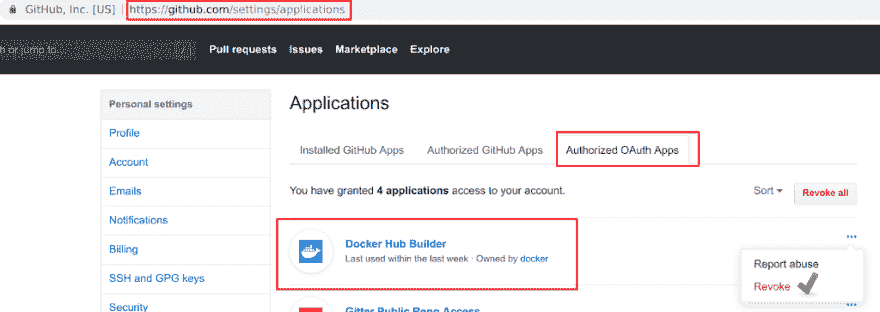 GitHub, Inc. [US] | https://github.com/settings/applications
h or jump to...
Pull requests Issues Marketplace Explore
Personal settings
Profile
Account
Emails
Notifications
Billing
SSH and GPG keys
Security
Applications
Installed GitHub Apps Authorized GitHub Apps Authorized OAuth Apps
You have granted 4 applications access to your account.
Sort Revoke all
Docker Hub Builder
Last used within the last week · Owned by docker
Report abuse
Revoke
Gitter Public Repo Access